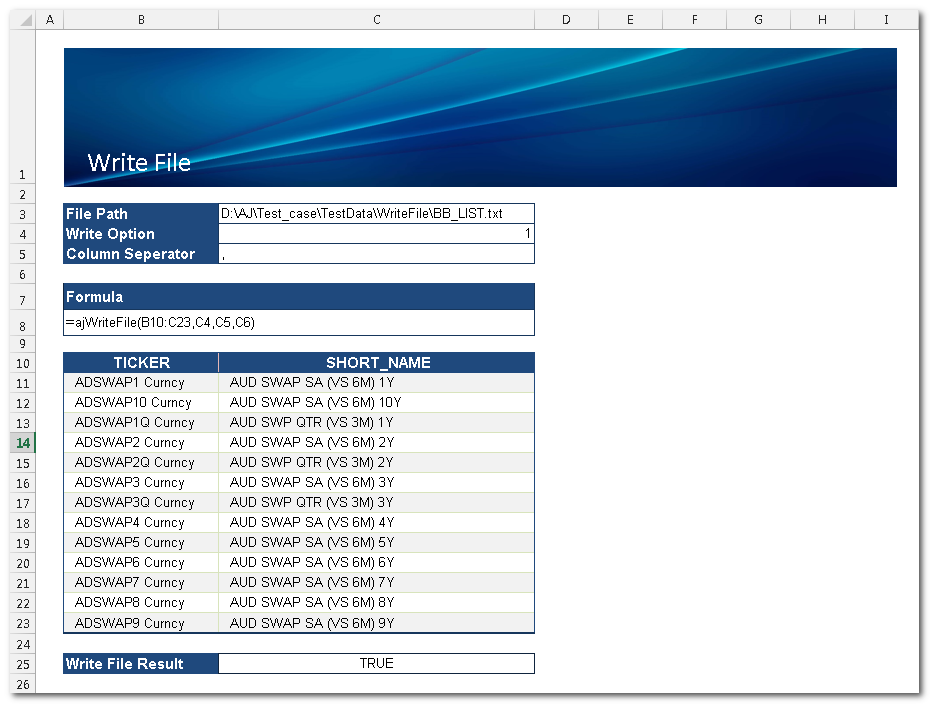 A B C D E F G H I
1 Write File
2
3 File Path D:\AJ\Test_case\TestData\WriteFile\BB_LIST.txt
4 Write Option 1
5 Column Seperator ,
6
7 Formula
8 =ajWriteFile(B10:C23,C4,C5,C6)
9
10 TICKER SHORT_NAME
11 ADSWAP1 Curncy AUD SWAP SA (VS 6M) 1Y
12 ADSWAP10 Curncy AUD SWAP SA (VS 6M) 10Y
13 ADSWAP1Q Curncy AUD SWP QTR (VS 3M) 1Y
14 ADSWAP2 Curncy AUD SWAP SA (VS 6M) 2Y
15 ADSWAP2Q Curncy AUD SWP QTR (VS 3M) 2Y
16 ADSWAP3 Curncy AUD SWAP SA (VS 6M) 3Y
17 ADSWAP3Q Curncy AUD SWP QTR (VS 3M) 3Y
18 ADSWAP4 Curncy AUD SWAP SA (VS 6M) 4Y
19 ADSWAP5 Curncy AUD SWAP SA (VS 6M) 5Y
20 ADSWAP6 Curncy AUD SWAP SA (VS 6M) 6Y
21 ADSWAP7 Curncy AUD SWAP SA (VS 6M) 7Y
22 ADSWAP8 Curncy AUD SWAP SA (VS 6M) 8Y
23 ADSWAP9 Curncy AUD SWAP SA (VS 6M) 9Y
24
25 Write File Result TRUE
26